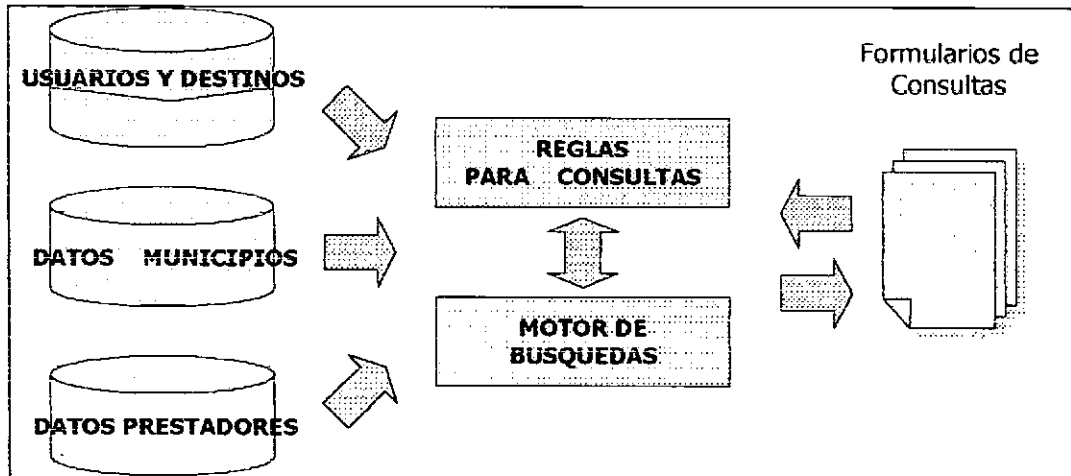 USUARIOS Y DESTINOS
DATOS MUNICIPIOS
DATOS PRESTADORES
REGLAS
PARA CONSULTAS
MOTOR DE
BUSQUEDAS
Formularios de
Consultas